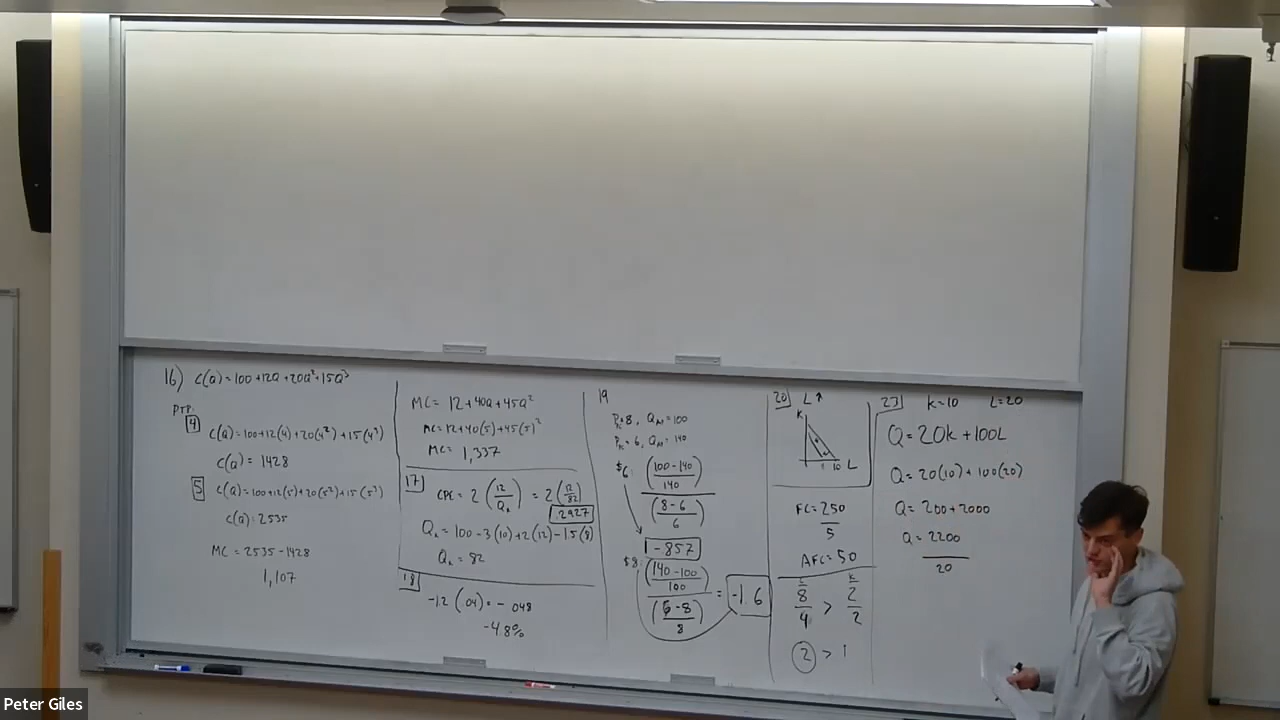 16) C(Q) = 100 + 12Q + 20Q² + 15Q³
PTP:
4
C(Q) = 100 + 12(4) + 20(4²) + 15(4³)
C(Q) = 1428
5
C(Q) = 100 + 12(5) + 20(5²) + 15(5³)
C(Q) = 2535
MC = 2535 - 1428
1,107
MC = 12 + 40Q + 45Q²
MC = 12 + 40(5) + 45(5)²
MC = 1,337
17
CPE = 2 (12/Qx) = 2 (12/82)
.2927
Qx = 100 - 3(10) + 2(12) - 1.5(8)
Qx = 82
18
-1.2 (.04) = -.048
-4.8%
19
= 8, QM = 100
= 6, QM = 140
$6: ((100 - 140)/140) / ((8 - 6)/6)
-.857
$8: ((140 - 100)/100) / ((6 - 8)/8) = -1.6
20 L ↑
K
1 10 L
FC = 250
5
AFC = 50
L K
8/4 > 2/2
2 > 1
K = 10 L = 20
Q = 20K + 100L
Q = 20(10) + 100(20)
Q = 200 + 2000
Q = 2200
20
Peter Giles